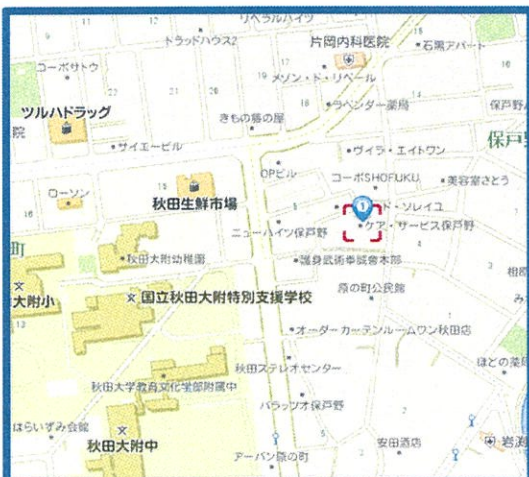 リベラルハイツ
トラッドハウス2
片岡内科医院
石黒アパート
コーポサトウ
メゾン・ド・リベール
ツルハドラッグ
ラベンダー薬局
きもの藤の屋
保戸野
院
サイエービル
ヴィラ・エイトワン
OPビル
コーポSHOFUKU
美容室さとう
ローソン
秋田生鮮市場
ド・ソレイユ
ニューハイツ保戸野
ケア・サービス保戸野
町
秋田大附幼稚園
護身武術拳誠會本部
大附小
国立秋田大附特別支援学校
原の町公民館
オーダーカーテンルームワン秋田店
秋田ステレオセンター
ほどの薬局
秋田大学教育文化学部附属中
パラッツオ保戸野
はらいずみ会館
秋田大附中
安田酒店
アーバン原の町